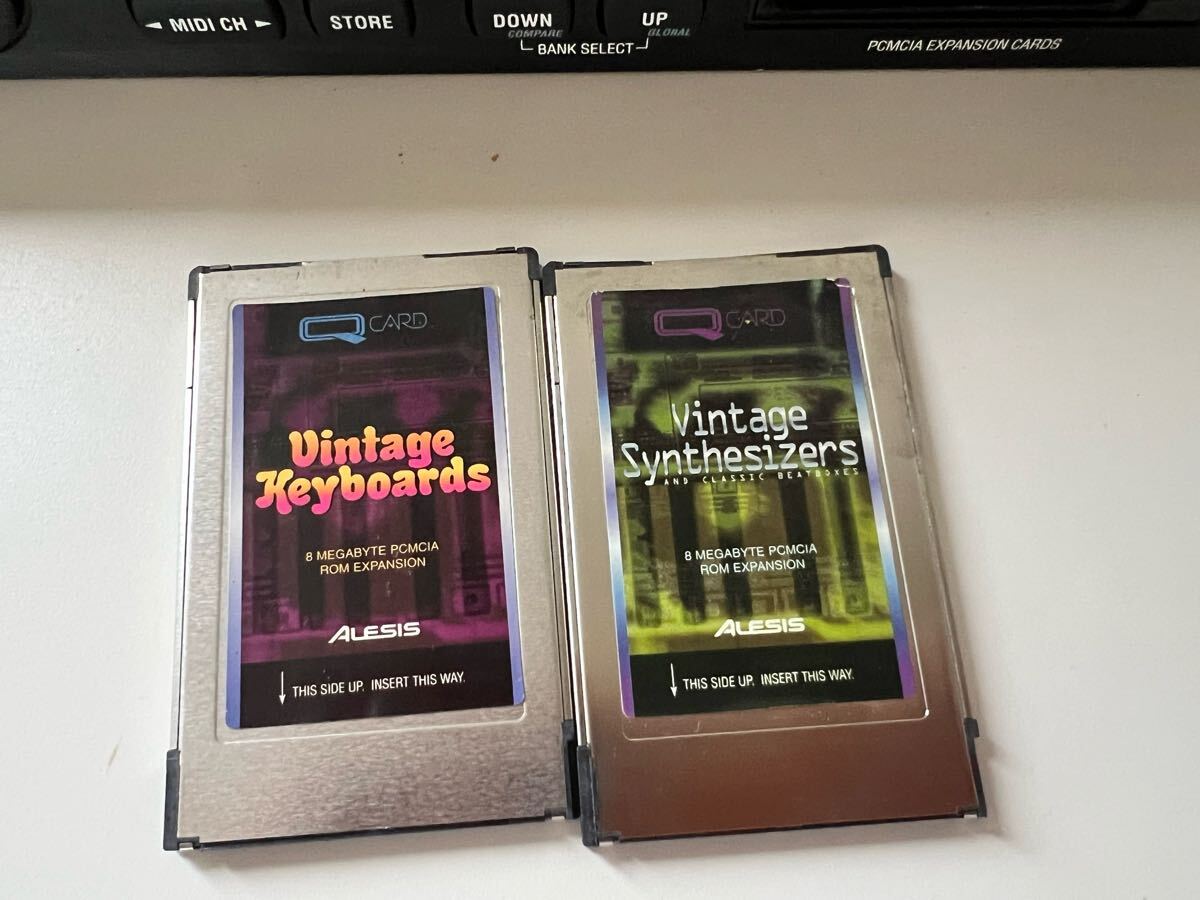 ◄ MIDI CH ►
STORE
DOWN
COMPARE
UP
GLOBAL
BANK SELECT
PCMCIA EXPANSION CARDS
Q CARD
Vintage
Keyboards
8 MEGABYTE PCMCIA
ROM EXPANSION
ALESIS
THIS SIDE UP. INSERT THIS WAY.
Q CARD
Vintage
Synthesizers
AND CLASSIC BEATBOXES
8 MEGABYTE PCMCIA
ROM EXPANSION
ALESIS
THIS SIDE UP. INSERT THIS WAY.